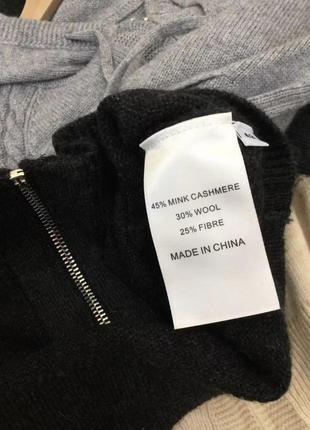 45% MINK CASHMERE
30% WOOL
25% FIBRE
MADE IN CHINA